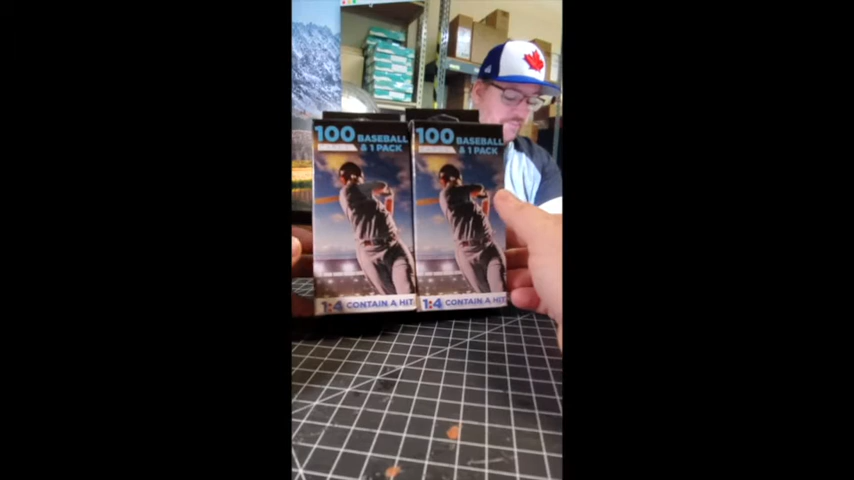 100 BASEBALL
& 1 PACK
1:4 CONTAIN A HIT
100 BASEBALL
& 1 PACK
1:4 CONTAIN A HIT